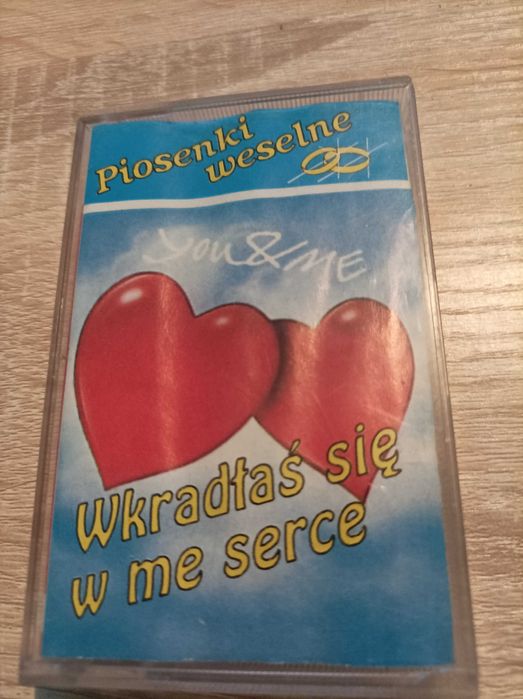 Piosenki
weselne
you & ME
Wkradłaś się
w me serce